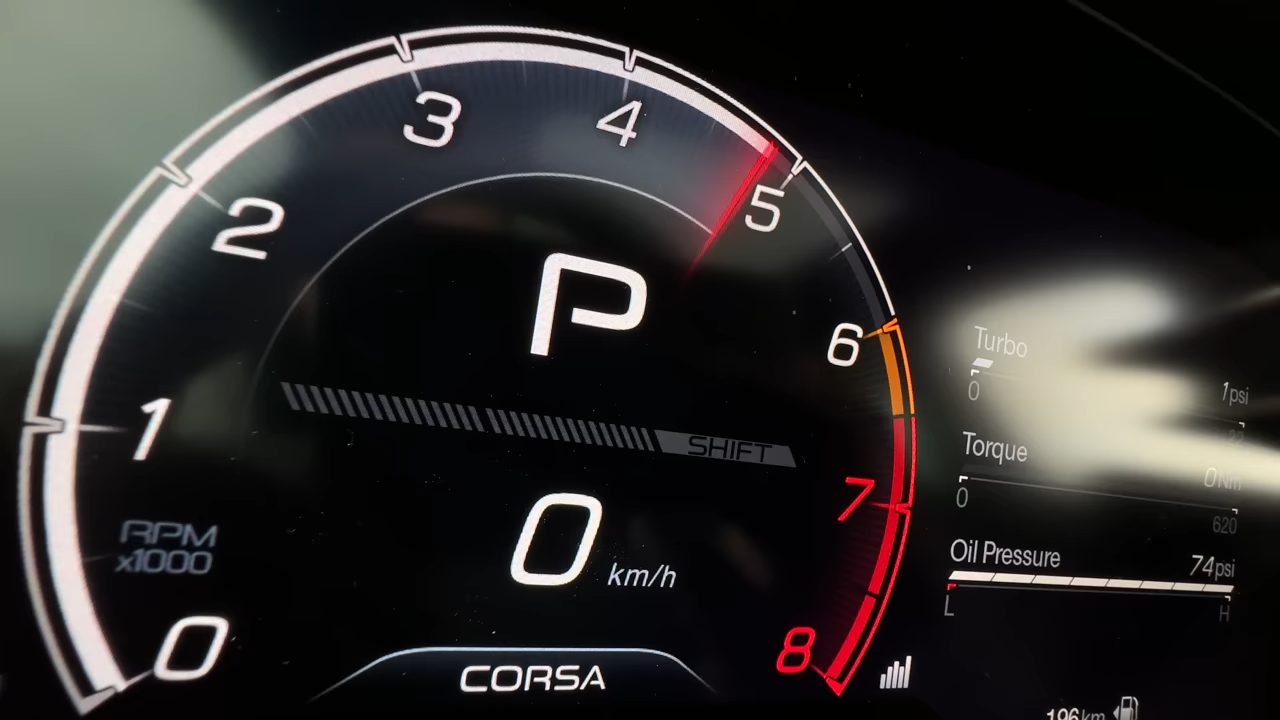 0
1
2
3
4
5
6
7
8
RPM
x1000
P
SHIFT
0 km/h
CORSA
Turbo
1psi
0
22
Torque
0Nm
0
620
Oil Pressure
74psi
L H
196km